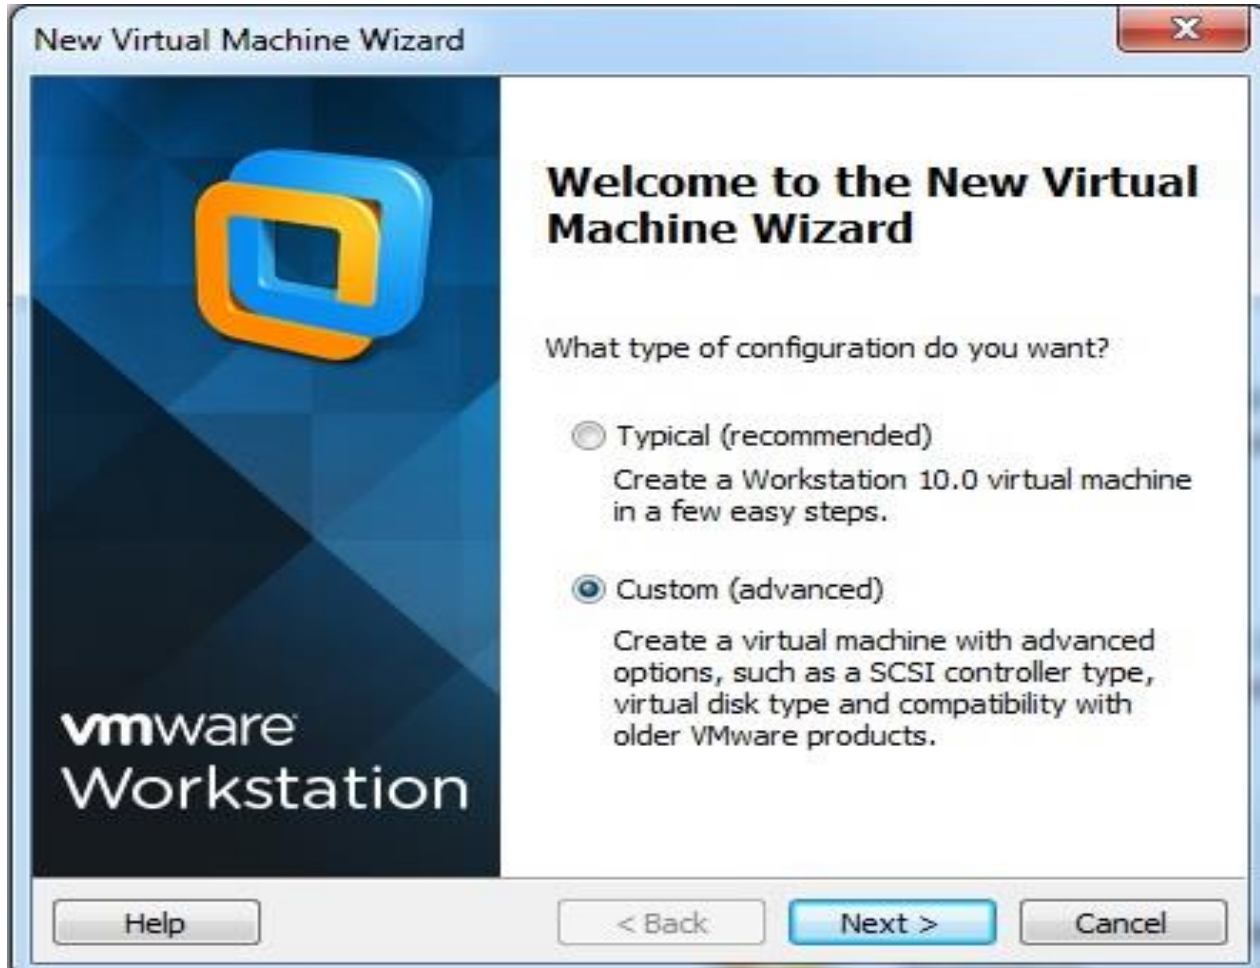 New Virtual Machine Wizard
Welcome to the New Virtual
Machine Wizard
What type of configuration do you want?
Typical (recommended)
Create a Workstation 10.0 virtual machine
in a few easy steps.
Custom (advanced)
Create a virtual machine with advanced
options, such as a SCSI controller type,
virtual disk type and compatibility with
older VMware products.
vmware
Workstation
Help
< Back
Next >
Cancel